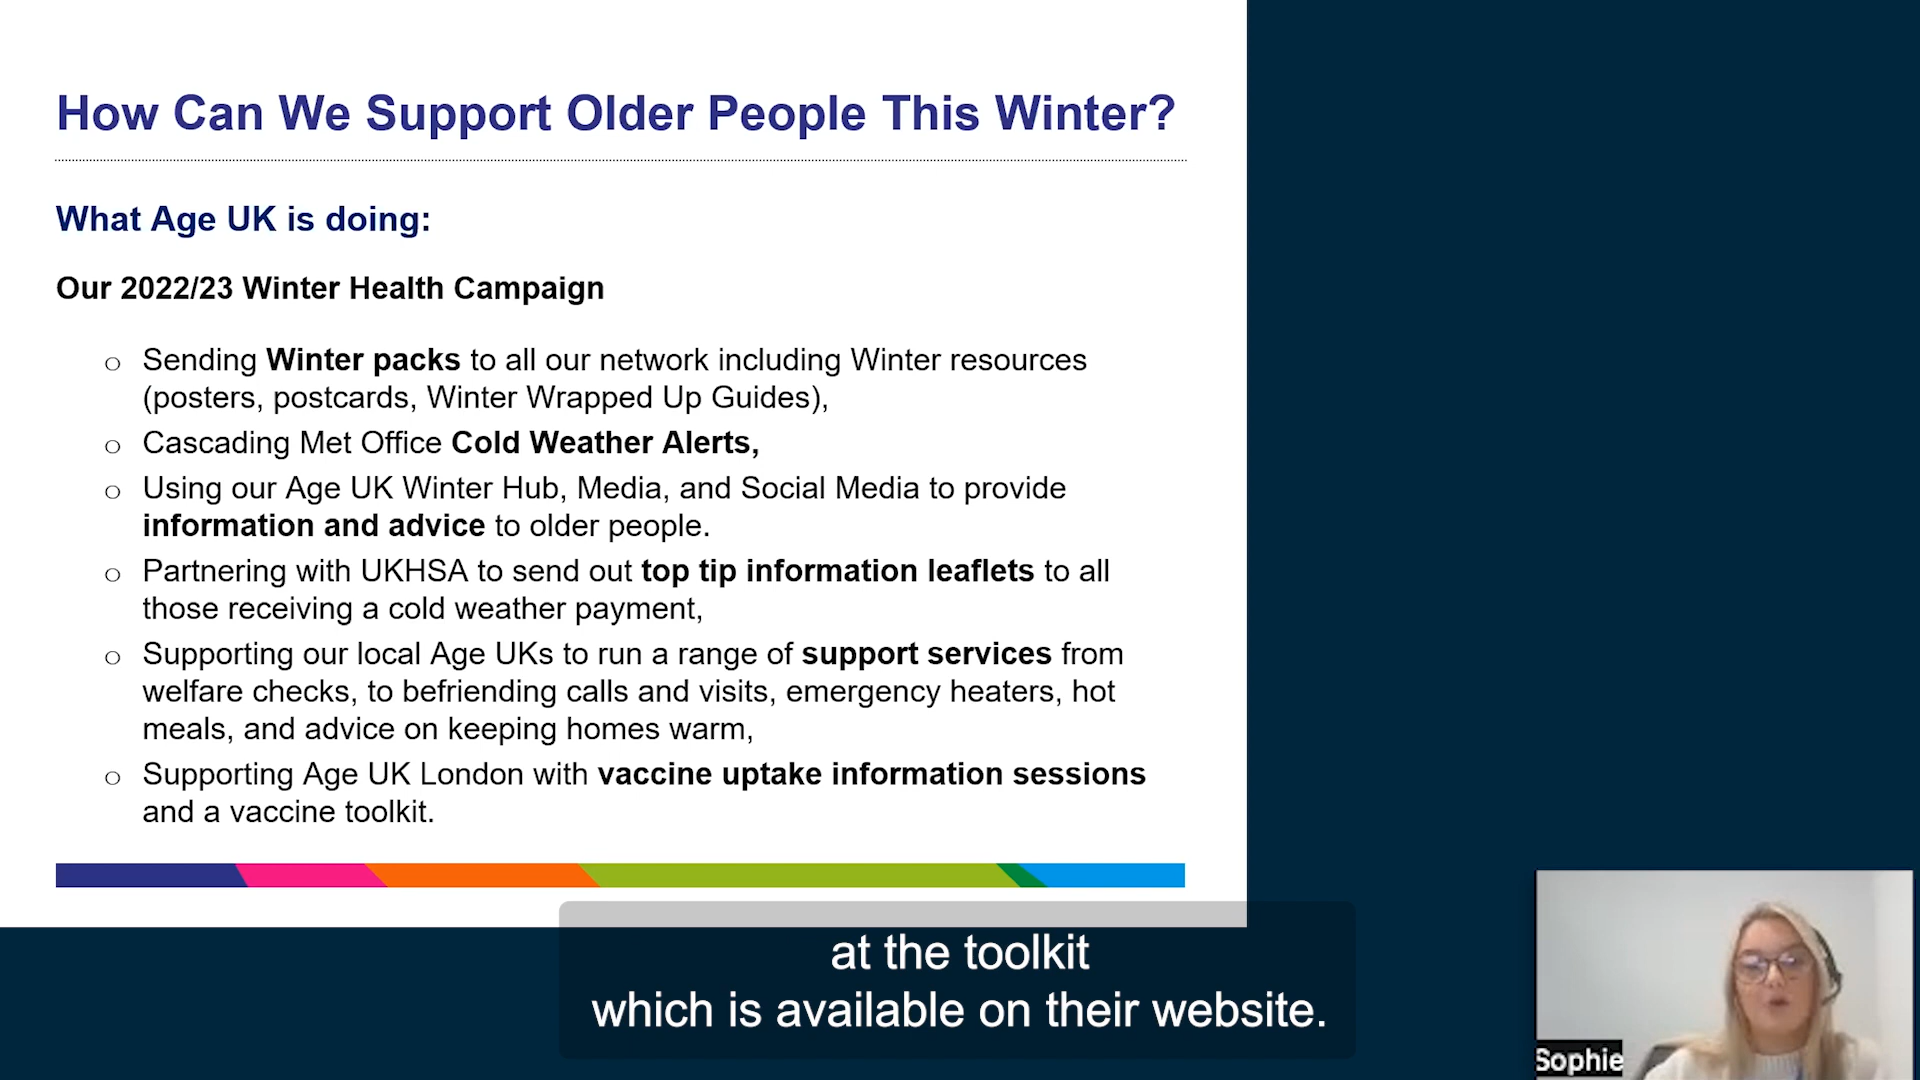 How Can We Support Older People This Winter?
What Age UK is doing:
Our 2022/23 Winter Health Campaign
o Sending Winter packs to all our network including Winter resources
(posters, postcards, Winter Wrapped Up Guides),
o Cascading Met Office Cold Weather Alerts,
o Using our Age UK Winter Hub, Media, and Social Media to provide
information and advice to older people.
o Partnering with UKHSA to send out top tip information leaflets to all
those receiving a cold weather payment,
o Supporting our local Age UKs to run a range of support services from
welfare checks, to befriending calls and visits, emergency heaters, hot
meals, and advice on keeping homes warm,
o Supporting Age UK London with vaccine uptake information sessions
and a vaccine toolkit.
at the toolkit
which is available on their website.
Sophie